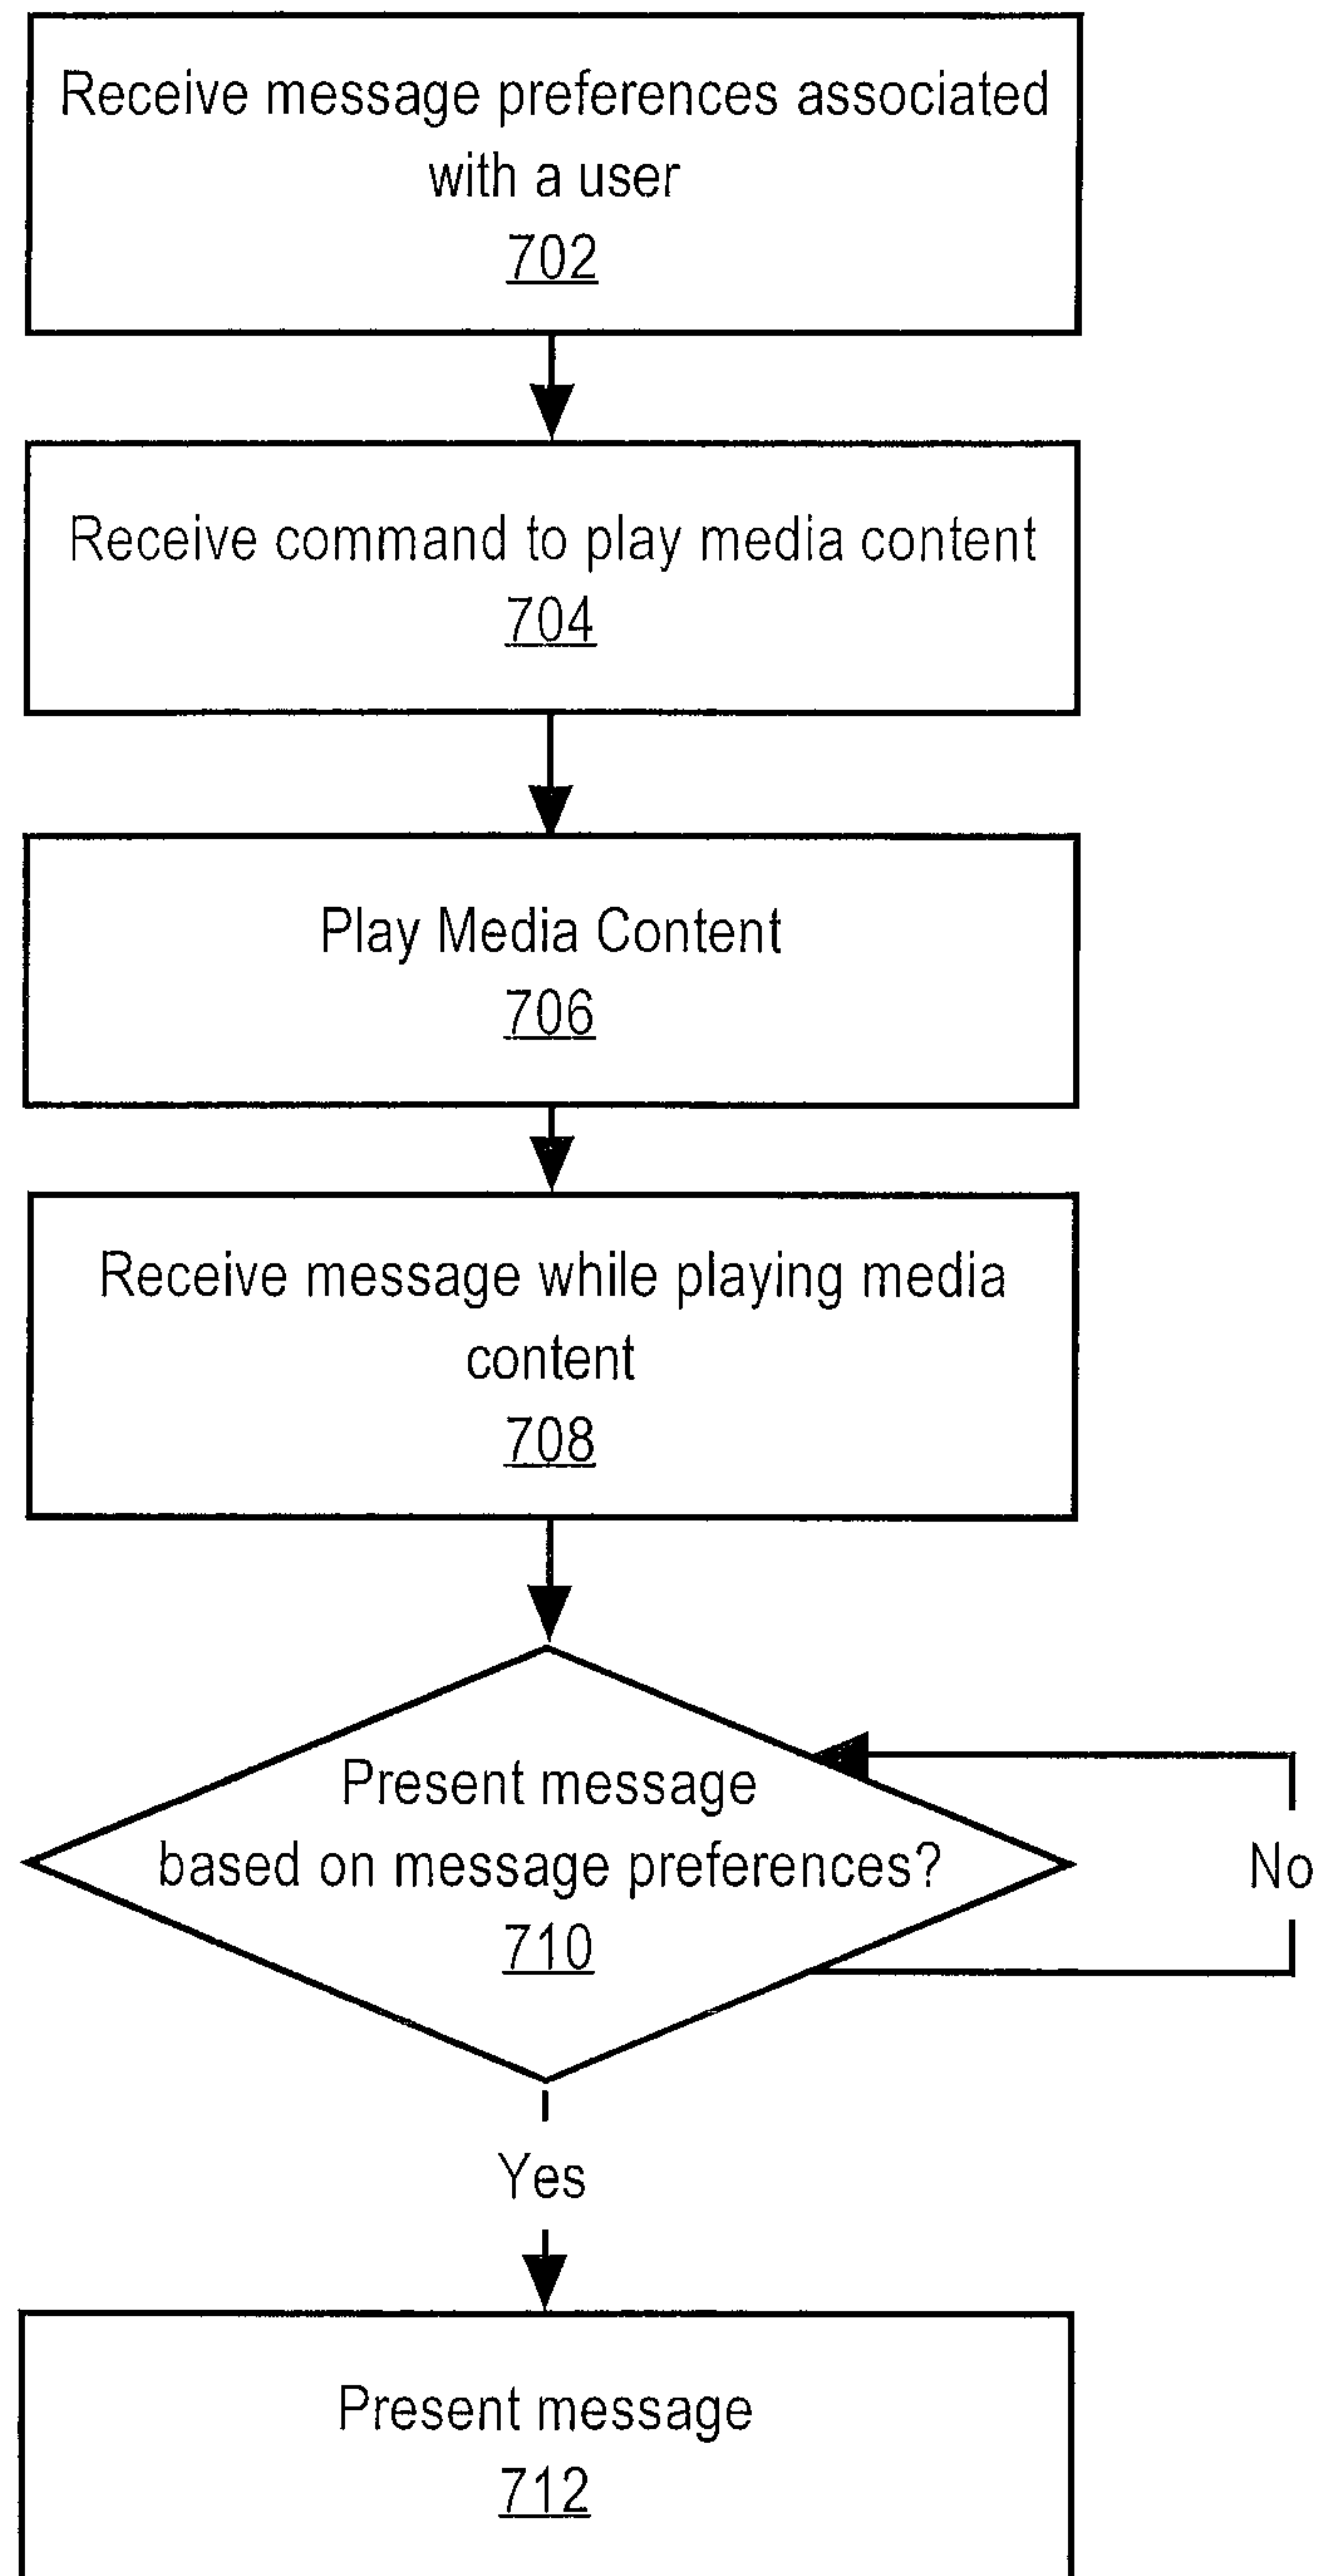 Receive message preferences associated
with a user
702
Receive command to play media content
704
Play Media Content
706
Receive message while playing media
content
708
Present message
based on message preferences?
710
No
Yes
Present message
712